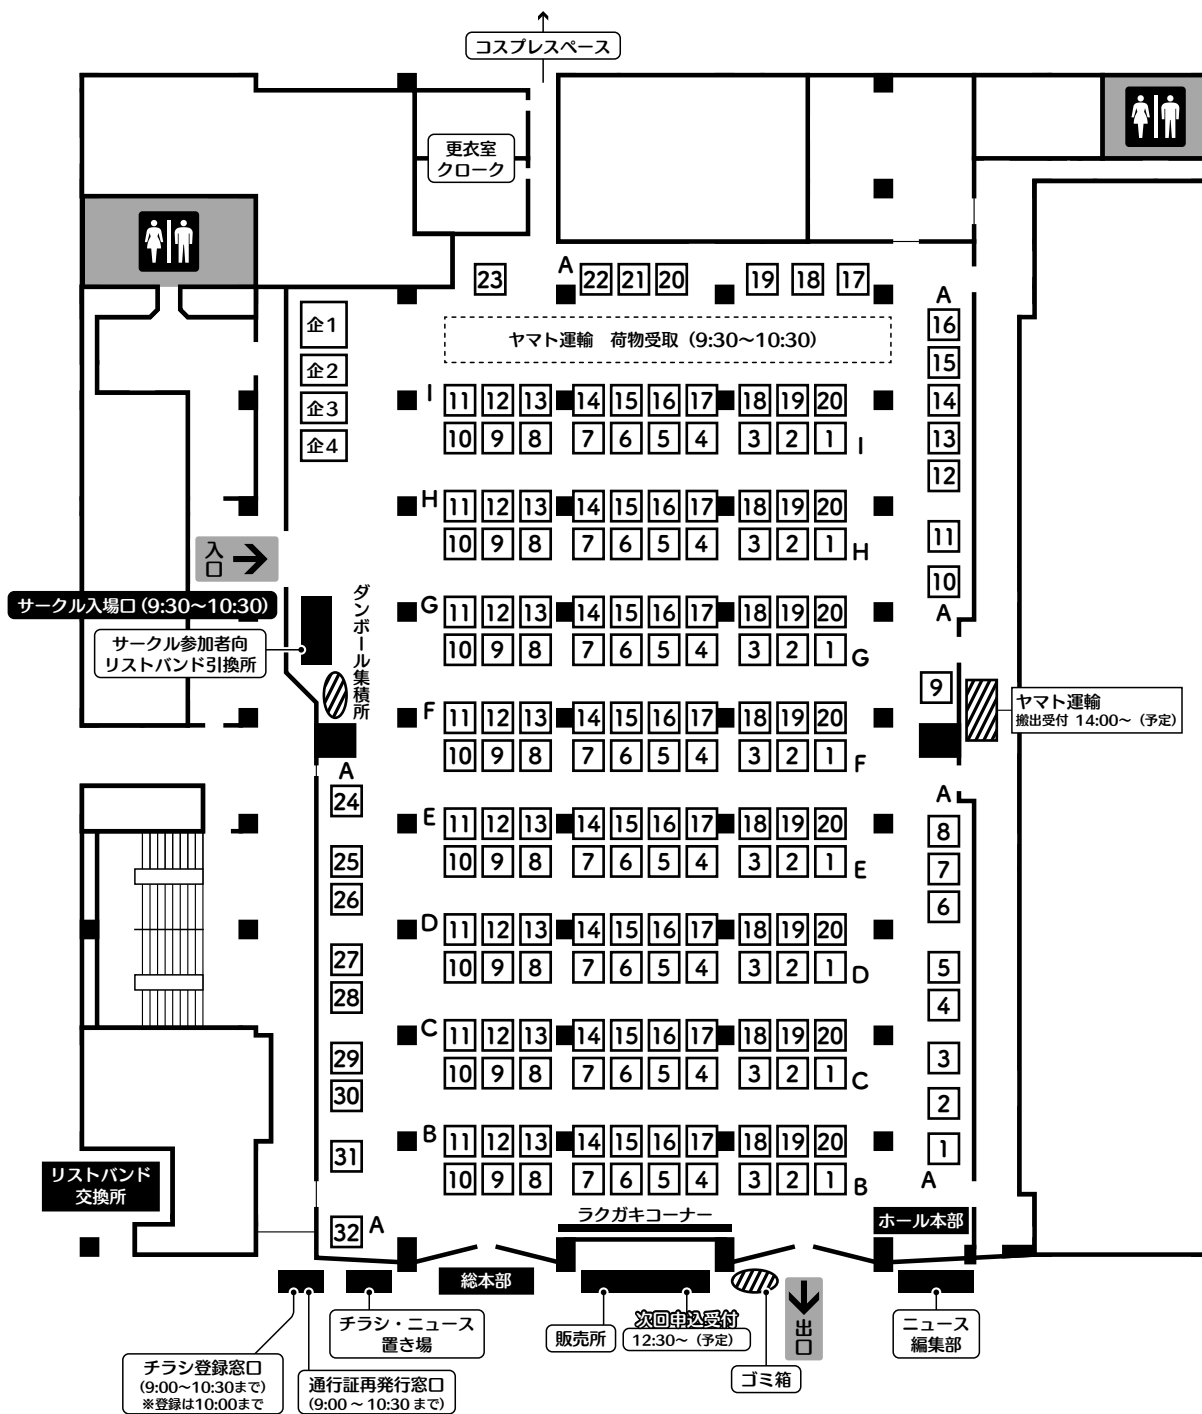 コスプレスペース
更衣室
クローク
23 A 22 21 20 19 18 17
A
企1
企2
企3
企4
ヤマト運輸 荷物受取(9:30〜10:30)
16
15
14
13
12
11
10
A
I 11 12 13 14 15 16 17 18 19 20
10 9 8 7 6 5 4 3 2 1 I
H 11 12 13 14 15 16 17 18 19 20
10 9 8 7 6 5 4 3 2 1 H
入口
サークル入場口(9:30〜10:30)
サークル参加者向
リストバンド引換所
ダンボール集積所
G 11 12 13 14 15 16 17 18 19 20
10 9 8 7 6 5 4 3 2 1 G
9
ヤマト運輸
搬出受付 14:00〜(予定)
F 11 12 13 14 15 16 17 18 19 20
10 9 8 7 6 5 4 3 2 1 F
A
24
25
26
27
28
29
30
31
32 A
A
8
7
6
5
4
3
2
1
A
E 11 12 13 14 15 16 17 18 19 20
10 9 8 7 6 5 4 3 2 1 E
D 11 12 13 14 15 16 17 18 19 20
10 9 8 7 6 5 4 3 2 1 D
C 11 12 13 14 15 16 17 18 19 20
10 9 8 7 6 5 4 3 2 1 C
B 11 12 13 14 15 16 17 18 19 20
10 9 8 7 6 5 4 3 2 1 B
リストバンド
交換所
ラクガキコーナー
ホール本部
総本部
チラシ・ニュース
置き場
販売所
次回申込受付
12:30〜(予定)
出口
ニュース
編集部
ゴミ箱
チラシ登録窓口
(9:00〜10:30まで)
※登録は10:00まで
通行証再発行窓口
(9:00〜10:30まで)